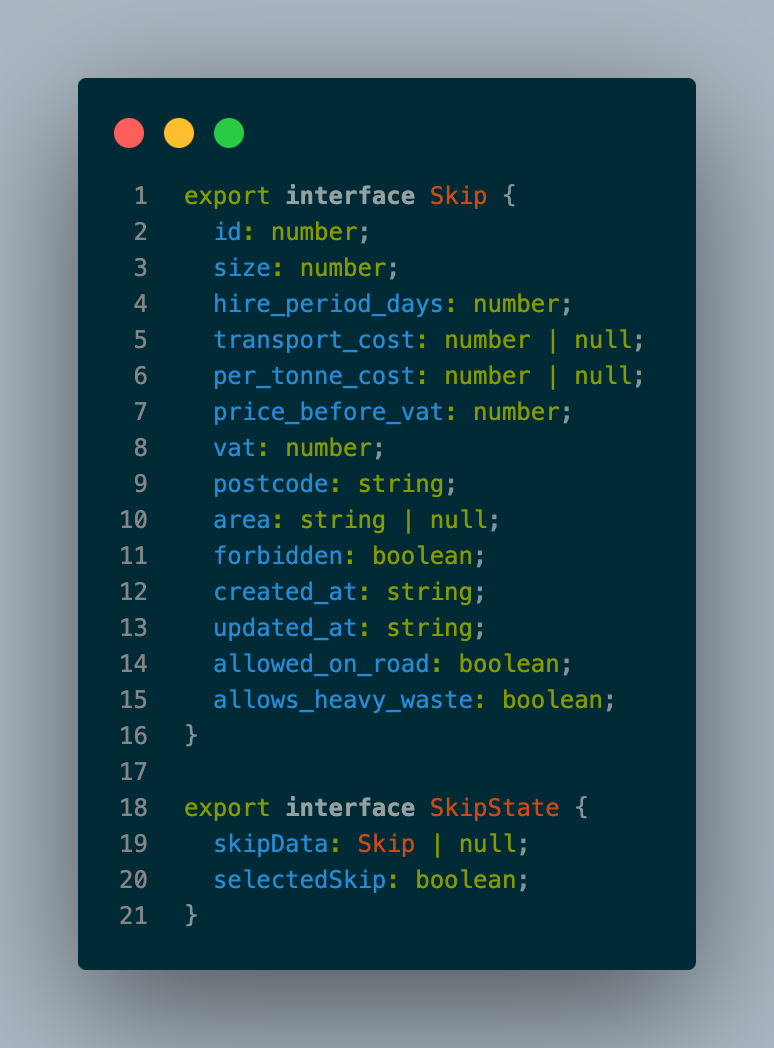 1 export interface Skip {
2   id: number;
3   size: number;
4   hire_period_days: number;
5   transport_cost: number | null;
6   per_tonne_cost: number | null;
7   price_before_vat: number;
8   vat: number;
9   postcode: string;
10   area: string | null;
11   forbidden: boolean;
12   created_at: string;
13   updated_at: string;
14   allowed_on_road: boolean;
15   allows_heavy_waste: boolean;
16 }
17
18 export interface SkipState {
19   skipData: Skip | null;
20   selectedSkip: boolean;
21 }